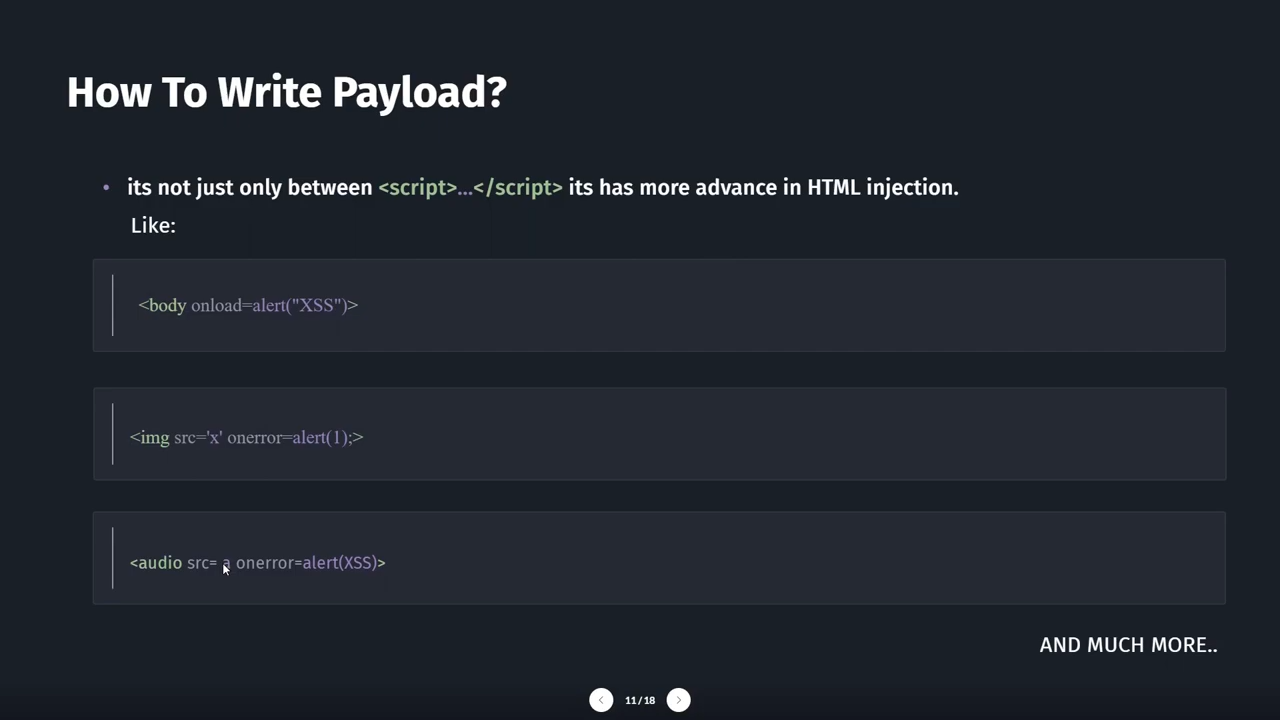 How To Write Payload?
• its not just only between <script>...</script> its has more advance in HTML injection.
Like:
<body onload=alert("XSS")>
<img src='x' onerror=alert(1);>
<audio src= a onerror=alert(XSS)>
AND MUCH MORE..
11/18